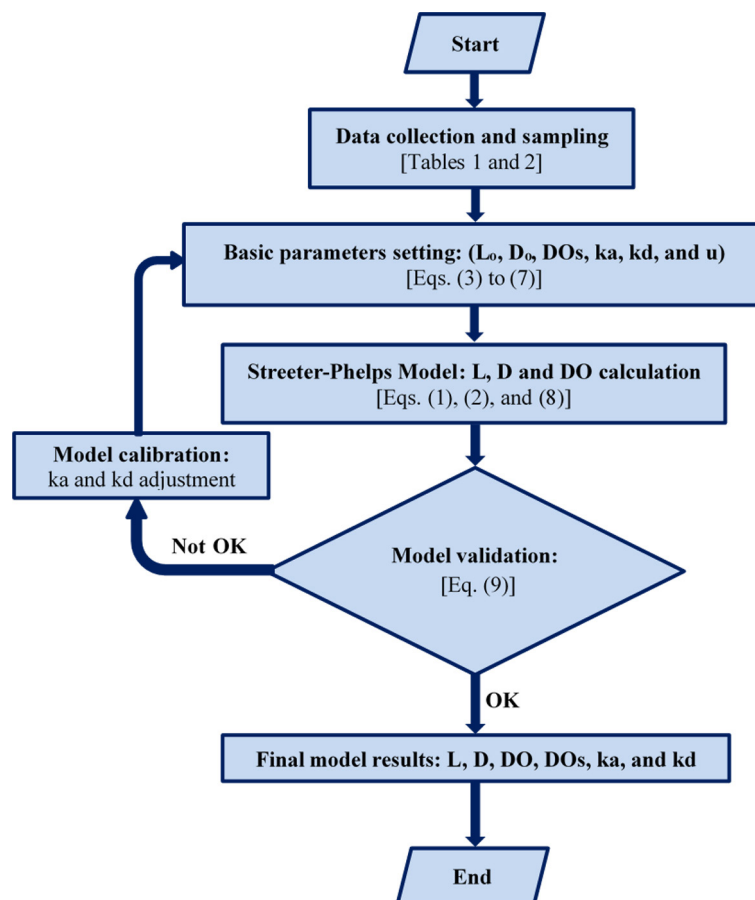 Start
Data collection and sampling
[Tables 1 and 2]
Basic parameters setting: (Lₒ, Dₒ, DOs, ka, kd, and u)
[Eqs. (3) to (7)]
Streeter-Phelps Model: L, D and DO calculation
[Eqs. (1), (2), and (8)]
Model calibration:
ka and kd adjustment
Not OK
Model validation:
[Eq. (9)]
OK
Final model results: L, D, DO, DOs, ka, and kd
End